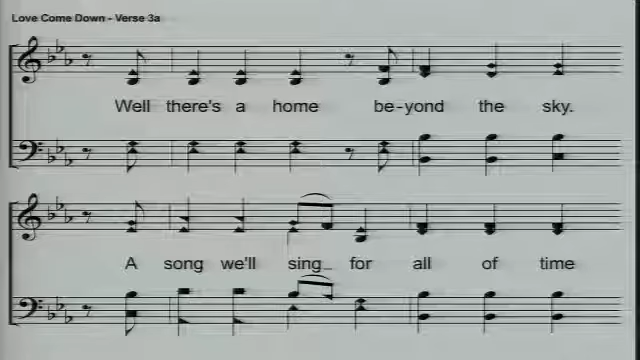 Love Come Down - Verse 3a
Well there's a home be-yond the sky.
A song we'll sing_ for all of time